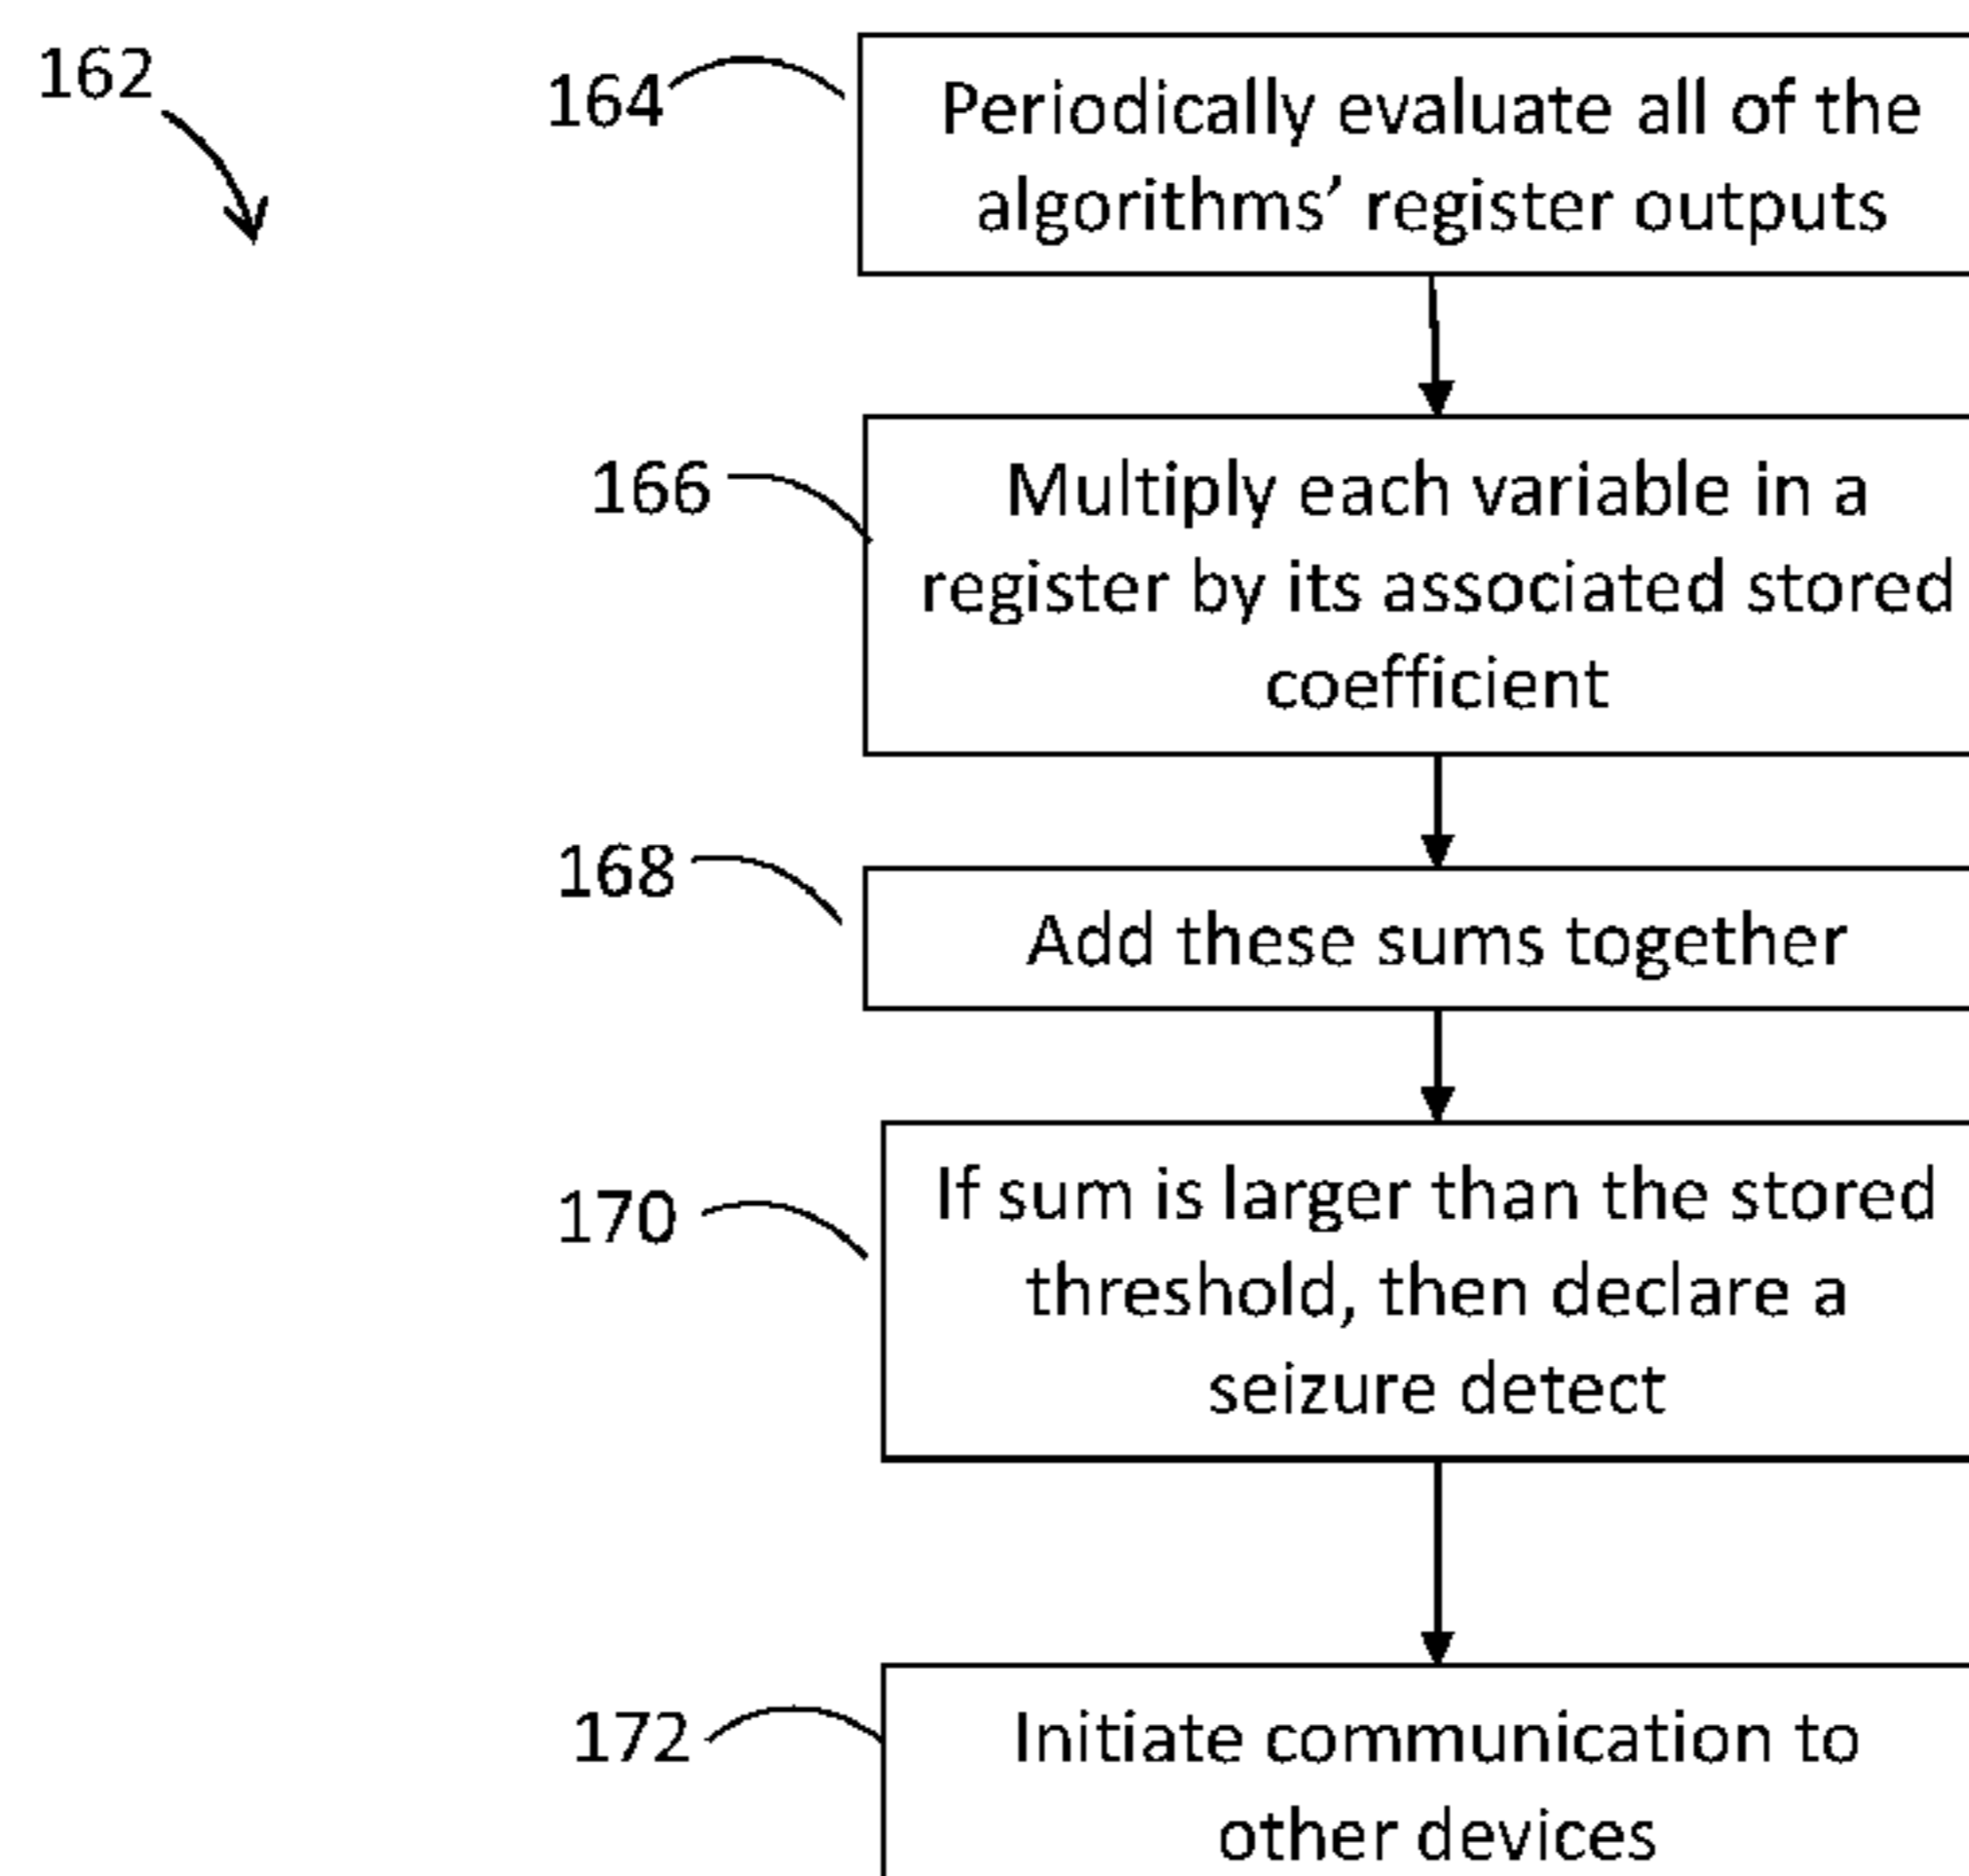 162
164
Periodically evaluate all of the
algorithms’ register outputs
166
Multiply each variable in a
register by its associated stored
coefficient
168
Add these sums together
170
If sum is larger than the stored
threshold, then declare a
seizure detect
172
Initiate communication to
other devices